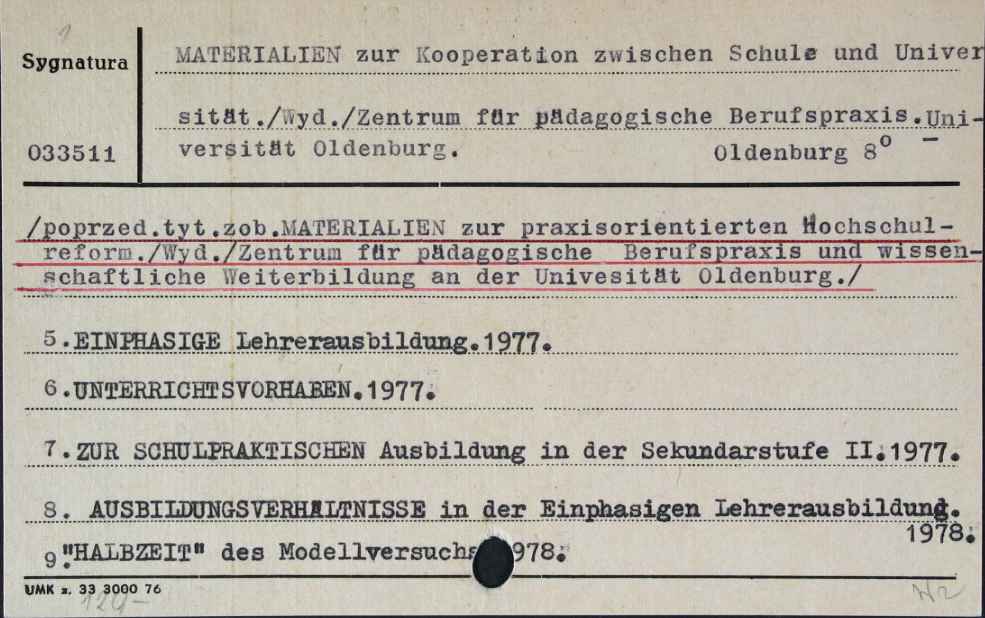 1
Sygnatura
MATERIALIEN zur Kooperation zwischen Schule und Univer
sität./Wyd./Zentrum für pädagogische Berufspraxis.Uni-
033511
versität Oldenburg. Oldenburg 8⁰ —
/poprzed.tyt.zob.MATERIALIEN zur praxisorientierten Hochschul-
reform./Wyd./Zentrum für pädagogische Berufspraxis und wissen-
schaftliche Weiterbildung an der Univesität Oldenburg./
5.EINPHASIGE Lehrerausbildung.1977.
6.UNTERRICHTSVORHABEN.1977.
7.ZUR SCHULPRAKTISCHEN Ausbildung in der Sekundarstufe II.1977.
8. AUSBILDUNGSVERHÄLTNISSE in der Einphasigen Lehrerausbildung.
1978.
9."HALBZEIT" des Modellversuchs 978.
UMK z. 33 3000 76